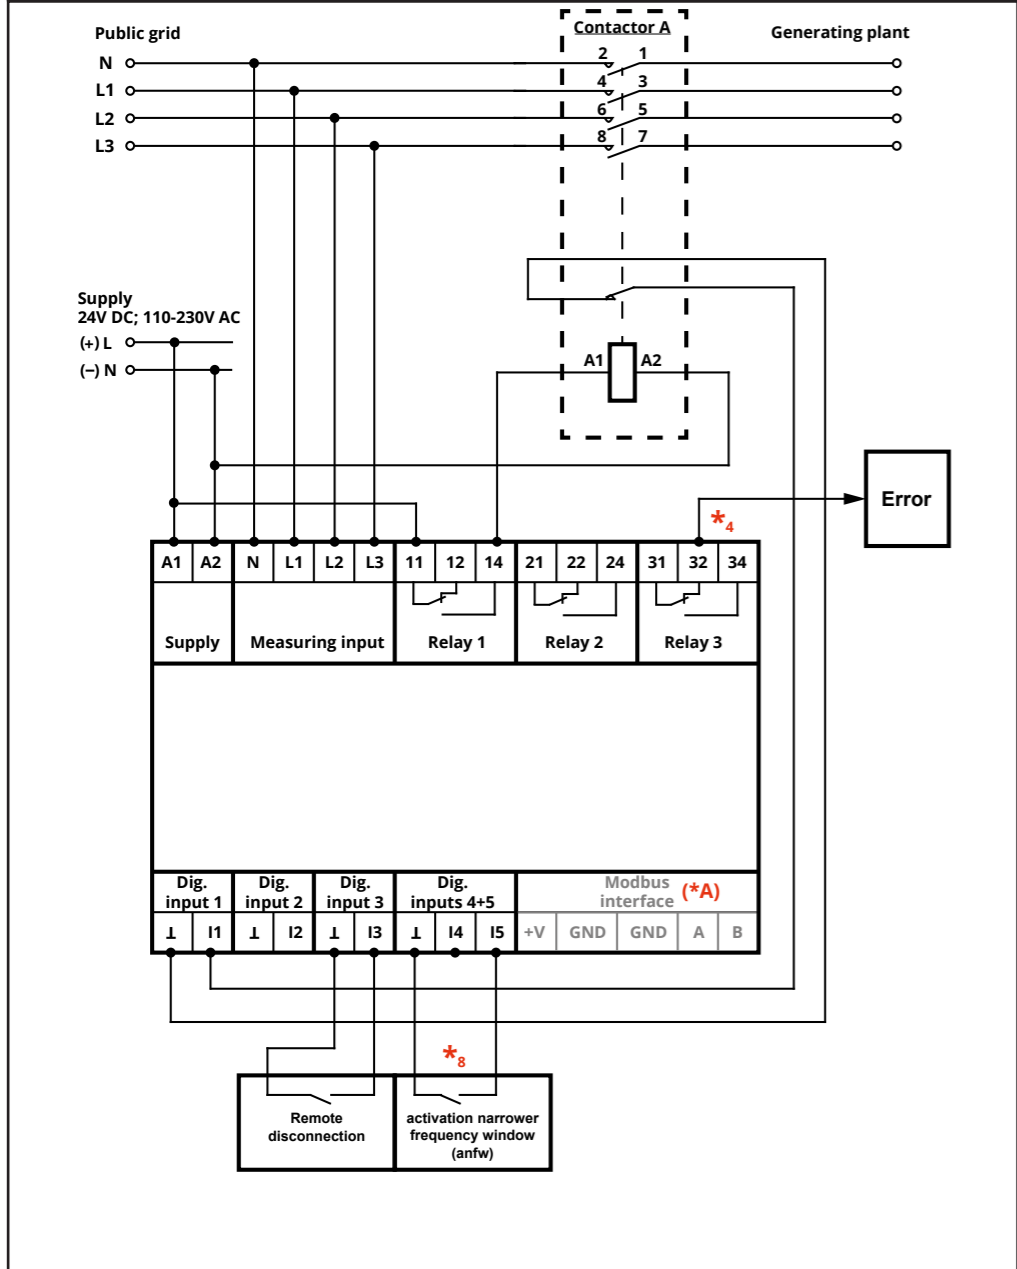 Public grid
Contactor A
Generating plant
N
2 1
L1
4 3
L2
6 5
L3
8 7
Supply
24V DC; 110-230V AC
(+) L
(−) N
A1 A2
Error
*4
A1 A2 N L1 L2 L3 11 12 14 21 22 24 31 32 34
Supply Measuring input Relay 1 Relay 2 Relay 3
Dig. input 1
Dig. input 2
Dig. input 3
Dig. inputs 4+5
Modbus interface (*A)
⊥ I1 ⊥ I2 ⊥ I3 ⊥ I4 I5 +V GND GND A B
*8
Remote
disconnection
activation narrower
frequency window
(anfw)